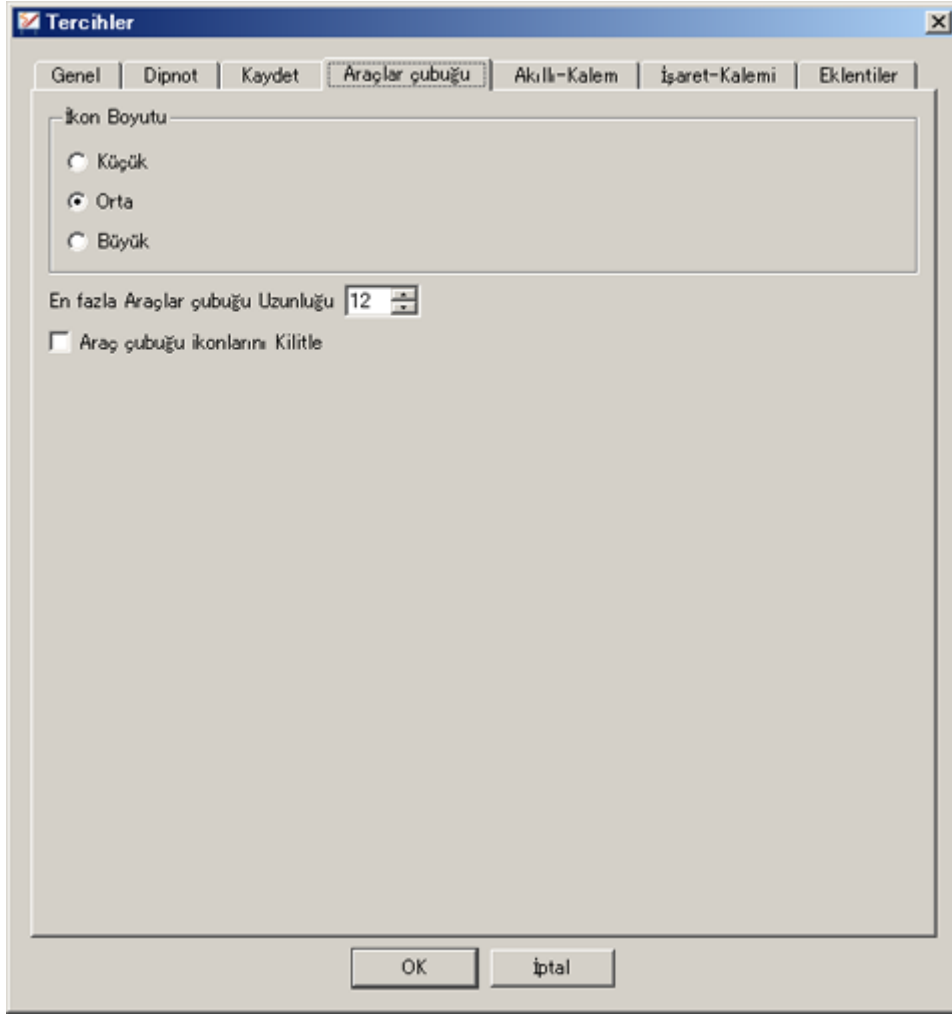 Tercihler
Genel Dipnot Kaydet Araçlar çubuğu Akıllı-Kalem İşaret-Kalemi Eklentiler
İkon Boyutu
Küçük
Orta
Büyük
En fazla Araçlar çubuğu Uzunluğu 12
Araç çubuğu ikonlarını Kilitle
OK İptal